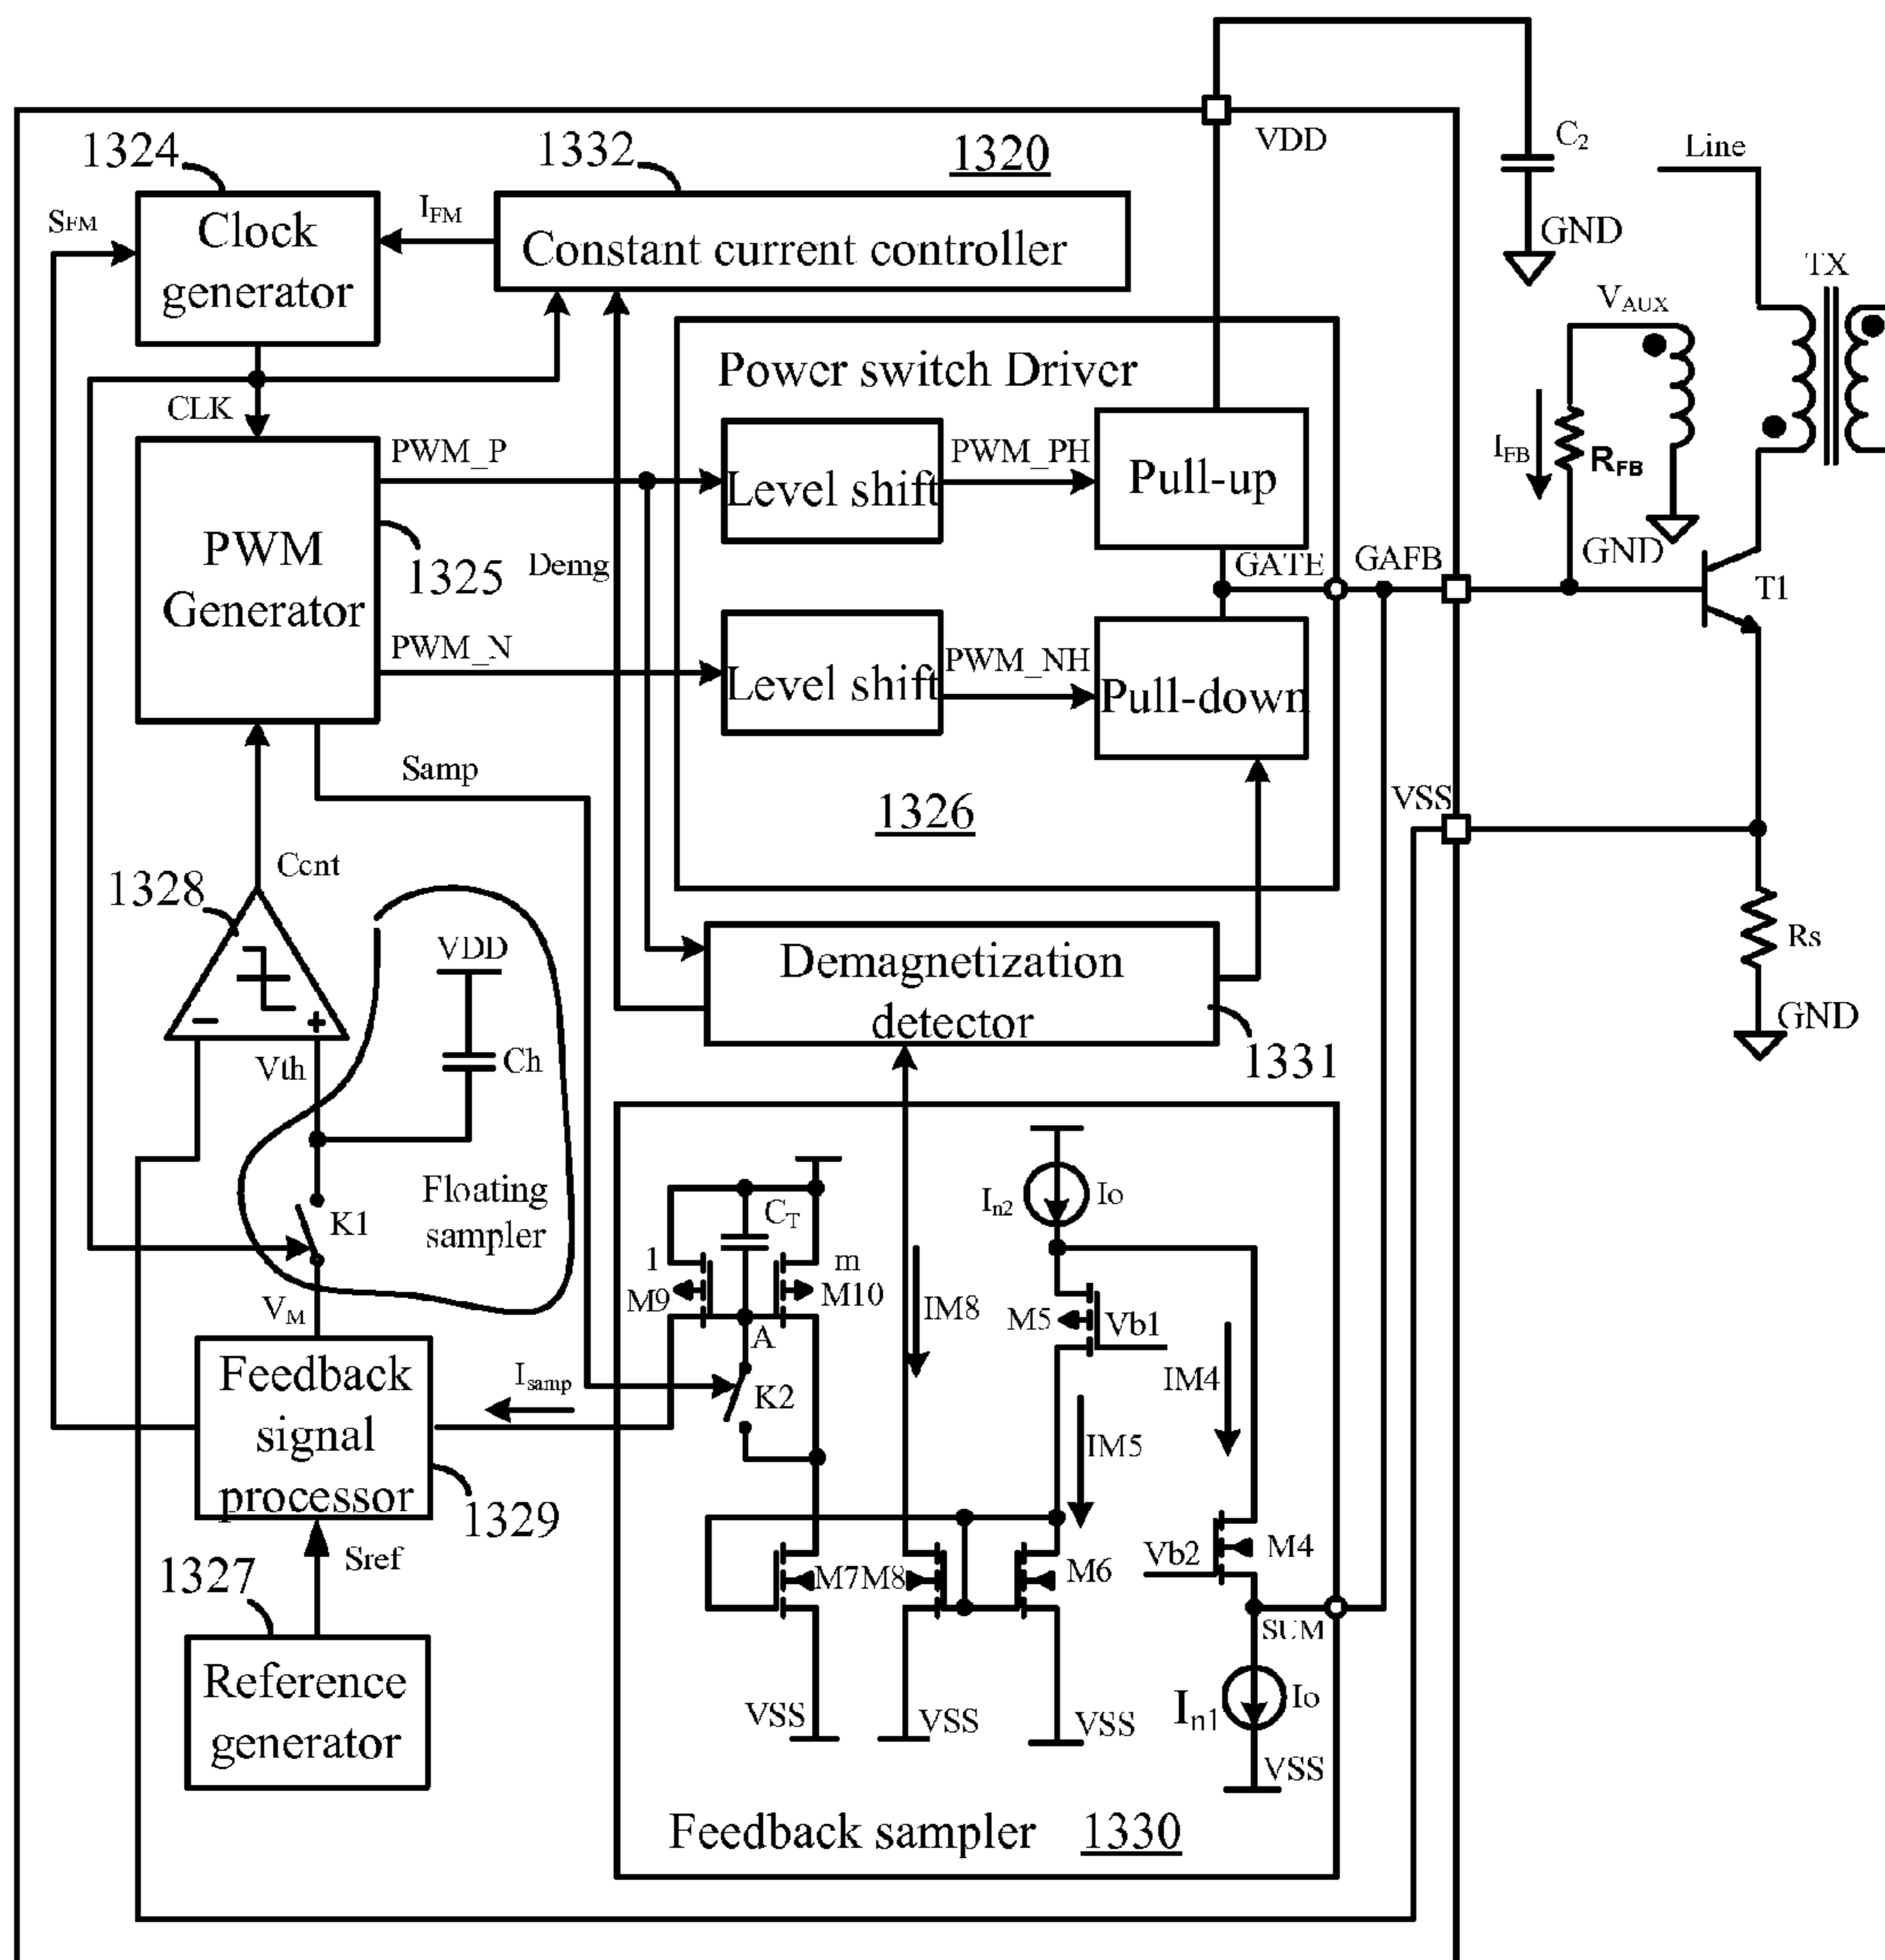 VDD
C2
Line
1324
1332
1320
SFM
Clock
generator
IFM
Constant current controller
GND
TX
VAUX
Power switch Driver
CLK
PWM
Generator
1325
PWM_P
Level shift
PWM_PH
Pull-up
IFB
RFB
GND
Demg
GATE
GAFB
T1
PWM_N
Level shift
PWM_NH
Pull-down
Samp
1326
VSS
1328
Ccnt
VDD
Ch
Vth
Demagnetization
detector
1331
Rs
GND
K1
Floating
sampler
VM
CT
1
m
M9
M10
A
In2
Io
M5
Vb1
IM8
IM4
Feedback
signal
processor
Isamp
K2
IM5
1329
1327
Sref
M7
M8
M6
Vb2
M4
SUM
Reference
generator
VSS
VSS
VSS
In1
Io
VSS
Feedback sampler
1330